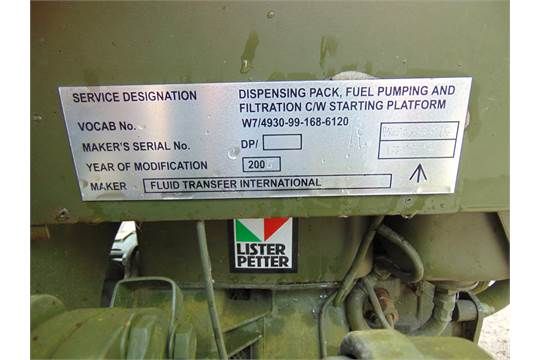 SERVICE DESIGNATION DISPENSING PACK, FUEL PUMPING AND
FILTRATION C/W STARTING PLATFORM
VOCAB No. W7/4930-99-168-6120
MAKER'S SERIAL No. DP/
YEAR OF MODIFICATION 200
MAKER FLUID TRANSFER INTERNATIONAL
LISTER
PETTER